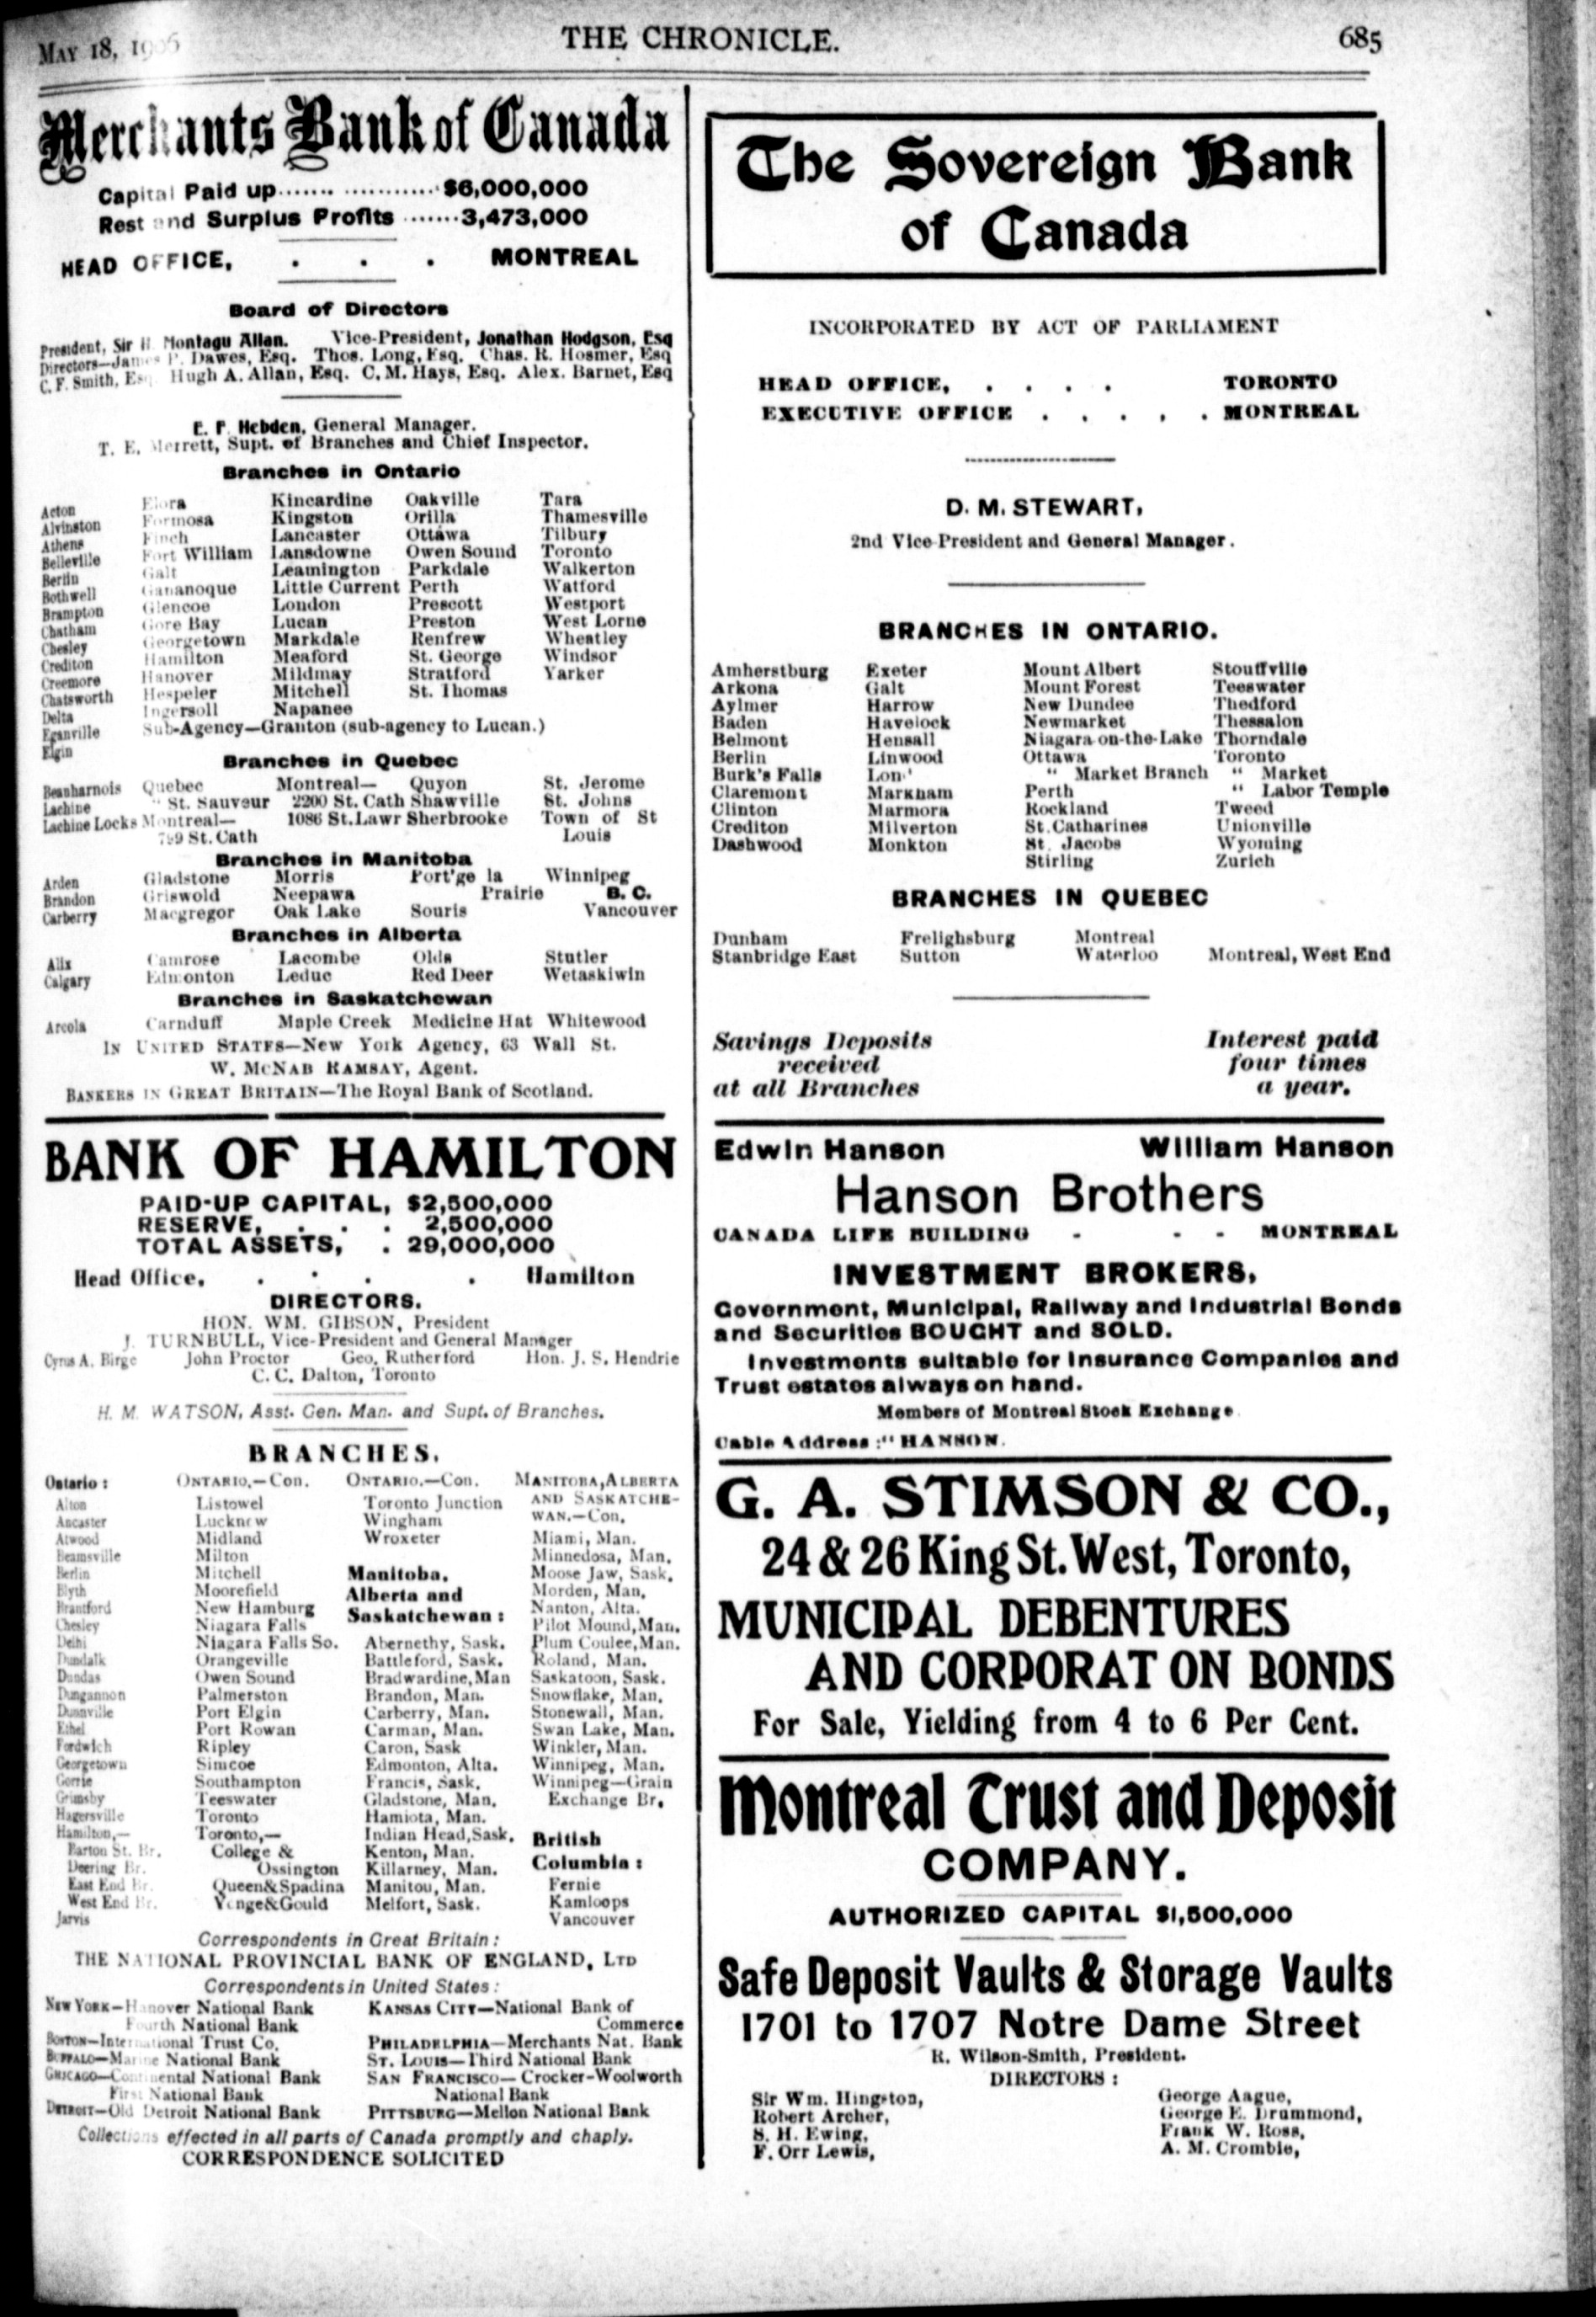 MAY 18, 1906
THE CHRONICLE.
685
Merchants Bank of Canada
Capital Paid up....... ............$6,000,000
Rest and Surplus Profits .......3,473,000
HEAD OFFICE, . . . MONTREAL
Board of Directors
President, Sir H. Montagu Allan. Vice-President, Jonathan Hodgson, Esq
Directors—James P. Dawes, Esq. Thos. Long, Esq. Chas. R. Hosmer, Esq
C. F. Smith, Esq. Hugh A. Allan, Esq. C. M. Hays, Esq. Alex. Barnet, Esq
E. F. Hebden, General Manager.
T. E. Merrett, Supt. of Branches and Chief Inspector.
Branches in Ontario
Acton Elora Kincardine Oakville Tara
Alvinston Formosa Kingston Orilla Thamesville
Athens Finch Lancaster Ottawa Tilbury
Belleville Fort William Lansdowne Owen Sound Toronto
Berlin Galt Leamington Parkdale Walkerton
Bothwell Gananoque Little Current Perth Watford
Brampton Glencoe London Prescott Westport
Chatham Gore Bay Lucan Preston West Lorne
Chesley Georgetown Markdale Renfrew Wheatley
Crediton Hamilton Meaford St. George Windsor
Creemore Hanover Mildmay Stratford Yarker
Chatsworth Hespeler Mitchell St. Thomas
Delta Ingersoll Napanee
Eganville Sub-Agency—Granton (sub-agency to Lucan.)
Elgin
Branches in Quebec
Beauharnois Quebec Montreal— Quyon St. Jerome
Lachine " St. Sauveur 2200 St. Cath Shawville St. Johns
Lachine Locks Montreal— 1086 St. Lawr Sherbrooke Town of St
799 St. Cath Louis
Branches in Manitoba
Arden Gladstone Morris Port'ge la Winnipeg
Brandon Griswold Neepawa Prairie B. C.
Carberry Macgregor Oak Lake Souris Vancouver
Branches in Alberta
Alix Camrose Lacombe Olds Stutler
Calgary Edmonton Leduc Red Deer Wetaskiwin
Branches in Saskatchewan
Arcola Carnduff Maple Creek Medicine Hat Whitewood
IN UNITED STATES—New York Agency, 63 Wall St.
W. McNAB RAMSAY, Agent.
BANKERS IN GREAT BRITAIN—The Royal Bank of Scotland.
BANK OF HAMILTON
PAID-UP CAPITAL, $2,500,000
RESERVE, . . . 2,500,000
TOTAL ASSETS, . 29,000,000
Head Office, . . . . Hamilton
DIRECTORS.
HON. WM. GIBSON, President
J. TURNBULL, Vice-President and General Manager
Cyrus A. Birge John Proctor Geo. Rutherford Hon. J. S. Hendrie
C. C. Dalton, Toronto
H. M. WATSON, Asst. Gen. Man. and Supt. of Branches.
BRANCHES.
Ontario : ONTARIO,—Con. ONTARIO.—Con. MANITOBA, ALBERTA
Alton Listowel Toronto Junction AND SASKATCHE-
Ancaster Lucknow Wingham WAN.—Con.
Atwood Midland Wroxeter Miami, Man.
Beamsville Milton Minnedosa, Man.
Berlin Mitchell Manitoba, Moose Jaw, Sask.
Blyth Moorefield Alberta and Morden, Man.
Brantford New Hamburg Saskatchewan : Nanton, Alta.
Chesley Niagara Falls Pilot Mound, Man.
Delhi Niagara Falls So. Abernethy, Sask. Plum Coulee, Man.
Dundalk Orangeville Battleford, Sask. Roland, Man.
Dundas Owen Sound Bradwardine, Man Saskatoon, Sask.
Dungannon Palmerston Brandon, Man. Snowflake, Man.
Dunnville Port Elgin Carberry, Man. Stonewall, Man.
Ethel Port Rowan Carman, Man. Swan Lake, Man.
Fordwich Ripley Caron, Sask Winkler, Man.
Georgetown Simcoe Edmonton, Alta. Winnipeg, Man.
Gorrie Southampton Francis, Sask. Winnipeg—Grain
Grimsby Teeswater Gladstone, Man. Exchange Br.
Hagersville Toronto Hamiota, Man.
Hamilton,— Toronto,— Indian Head, Sask. British
Barton St. Br. College & Kenton, Man. Columbia :
Deering Br. Ossington Killarney, Man.
East End Br. Queen&Spadina Manitou, Man. Fernie
West End Br. Yonge&Gould Melfort, Sask. Kamloops
Jarvis Vancouver
Correspondents in Great Britain :
THE NATIONAL PROVINCIAL BANK OF ENGLAND, LTD
Correspondents in United States :
NEW YORK—Hanover National Bank KANSAS CITY—National Bank of
Fourth National Bank Commerce
BOSTON—International Trust Co. PHILADELPHIA—Merchants Nat. Bank
BUFFALO—Marine National Bank ST. LOUIS—Third National Bank
CHICAGO—Continental National Bank SAN FRANCISCO—Crocker-Woolworth
First National Bank National Bank
DETROIT—Old Detroit National Bank PITTSBURG—Mellon National Bank
Collections effected in all parts of Canada promptly and chaply.
CORRESPONDENCE SOLICITED
The Sovereign Bank
of Canada
INCORPORATED BY ACT OF PARLIAMENT
HEAD OFFICE, . . . . TORONTO
EXECUTIVE OFFICE . . . . . MONTREAL
D. M. STEWART,
2nd Vice President and General Manager.
BRANCHES IN ONTARIO.
Amherstburg Exeter Mount Albert Stouffville
Arkona Galt Mount Forest Teeswater
Aylmer Harrow New Dundee Thedford
Baden Havelock Newmarket Thessalon
Belmont Hensall Niagara-on-the-Lake Thorndale
Berlin Linwood Ottawa Toronto
Burk's Falls Lon " Market Branch " Market
Claremont Markham Perth " Labor Temple
Clinton Marmora Rockland Tweed
Crediton Milverton St. Catharines Unionville
Dashwood Monkton St. Jacobs Wyoming
Stirling Zurich
BRANCHES IN QUEBEC
Dunham Frelighsburg Montreal
Stanbridge East Sutton Waterloo Montreal, West End
Savings Deposits Interest paid
received four times
at all Branches a year.
Edwin Hanson William Hanson
Hanson Brothers
CANADA LIFE BUILDING - - - MONTREAL
INVESTMENT BROKERS,
Government, Municipal, Railway and Industrial Bonds
and Securities BOUGHT and SOLD.
Investments suitable for Insurance Companies and
Trust estates always on hand.
Members of Montreal Stock Exchange
Cable Address :" HANSON.
G. A. STIMSON & CO.,
24 & 26 King St. West, Toronto,
MUNICIPAL DEBENTURES
AND CORPORAT ON BONDS
For Sale, Yielding from 4 to 6 Per Cent.
Montreal Trust and Deposit
COMPANY.
AUTHORIZED CAPITAL $1,500,000
Safe Deposit Vaults & Storage Vaults
1701 to 1707 Notre Dame Street
R. Wilson-Smith, President.
DIRECTORS :
Sir Wm. Hingston, George Hague,
Robert Archer, George E. Drummond,
S. H. Ewing, Frank W. Ross,
F. Orr Lewis, A. M. Crombie,